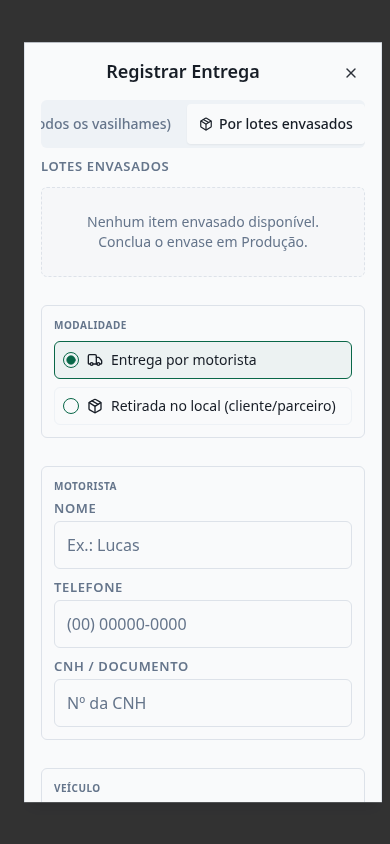 Registrar Entrega
odos os vasilhames)
Por lotes envasados
LOTES ENVASADOS
Nenhum item envasado disponível.
Conclua o envase em Produção.
MODALIDADE
Entrega por motorista
Retirada no local (cliente/parceiro)
MOTORISTA
NOME
Ex.: Lucas
TELEFONE
(00) 00000-0000
CNH / DOCUMENTO
Nº da CNH
VEÍCULO